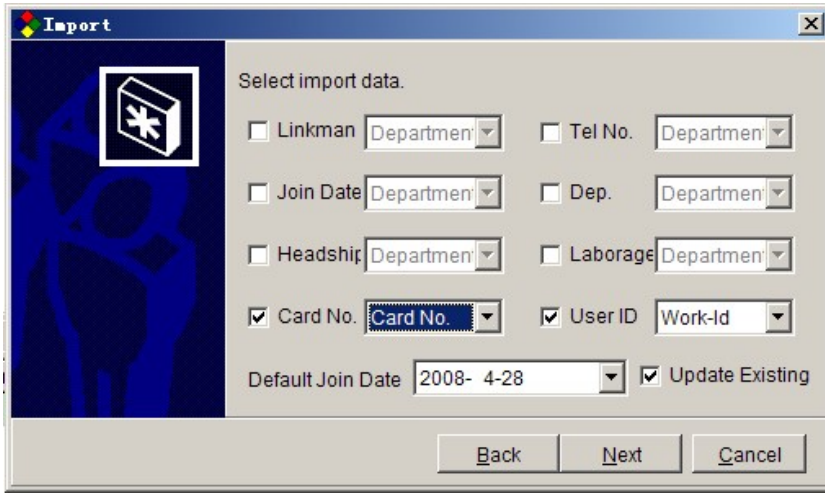 Import
Select import data.
Linkman Departmen Tel No. Departmen
Join Date Departmen Dep. Departmen
Headship Departmen Laborage Departmen
Card No. Card No. User ID Work-Id
Default Join Date 2008- 4-28 Update Existing
Back Next Cancel